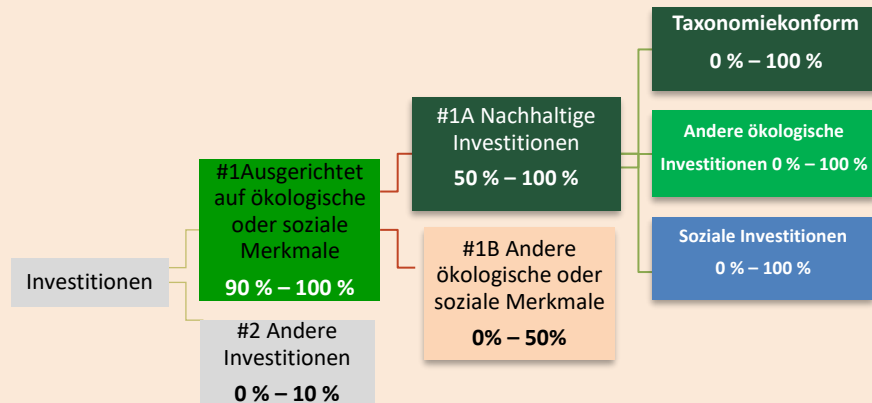 Investitionen
#1Ausgerichtet
auf ökologische
oder soziale
Merkmale
90 % – 100 %
#2 Andere
Investitionen
0 % – 10 %
#1A Nachhaltige
Investitionen
50 % – 100 %
#1B Andere
ökologische oder
soziale Merkmale
0% – 50%
Taxonomiekonform
0 % – 100 %
Andere ökologische
Investitionen 0 % – 100 %
Soziale Investitionen
0 % – 100 %